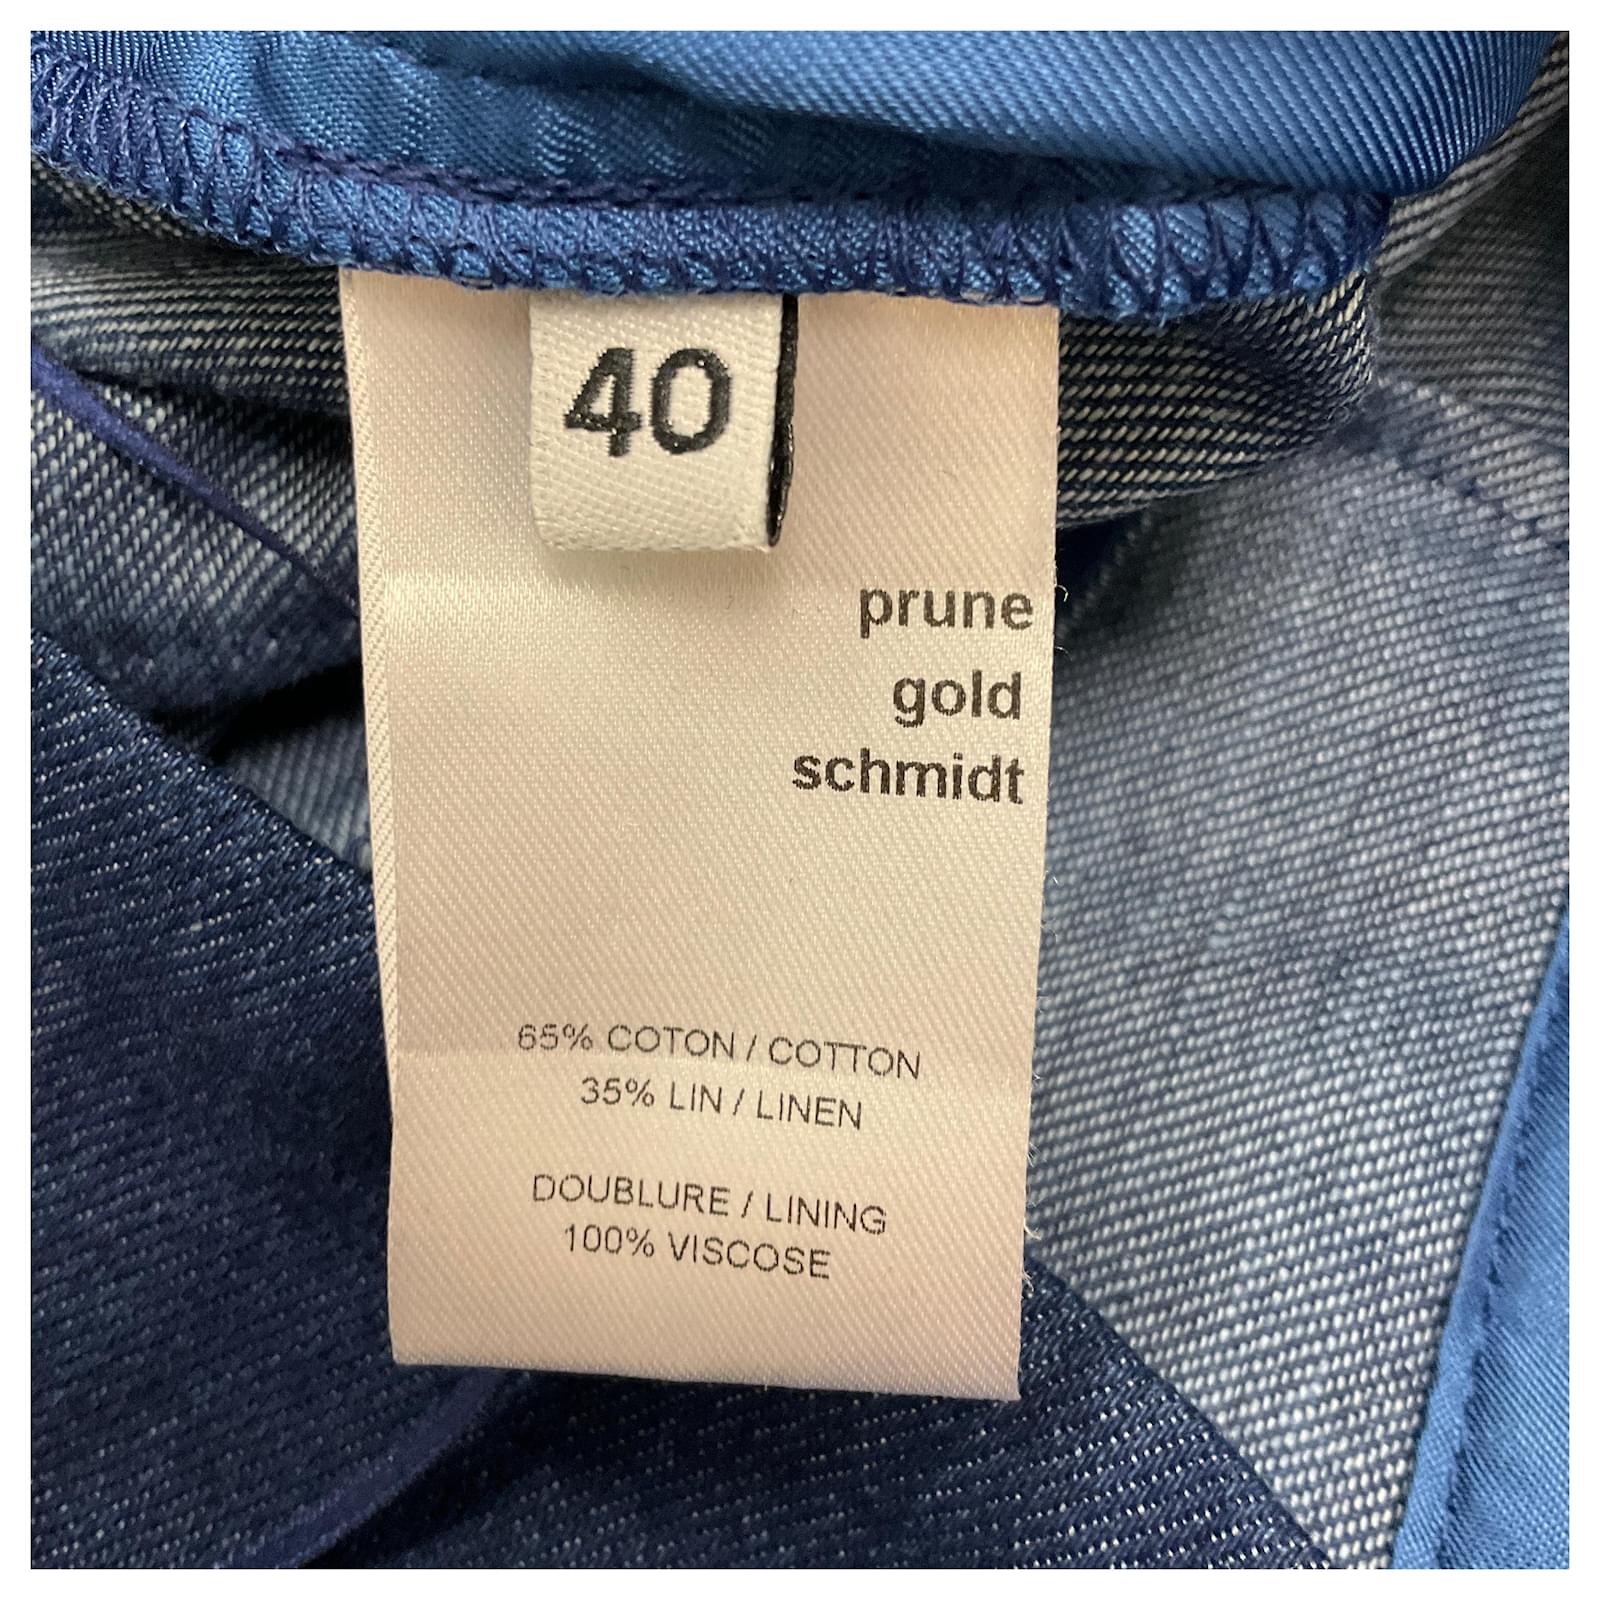 40
prune
gold
schmidt
65% COTON / COTTON
35% LIN / LINEN
DOUBLURE / LINING
100% VISCOSE